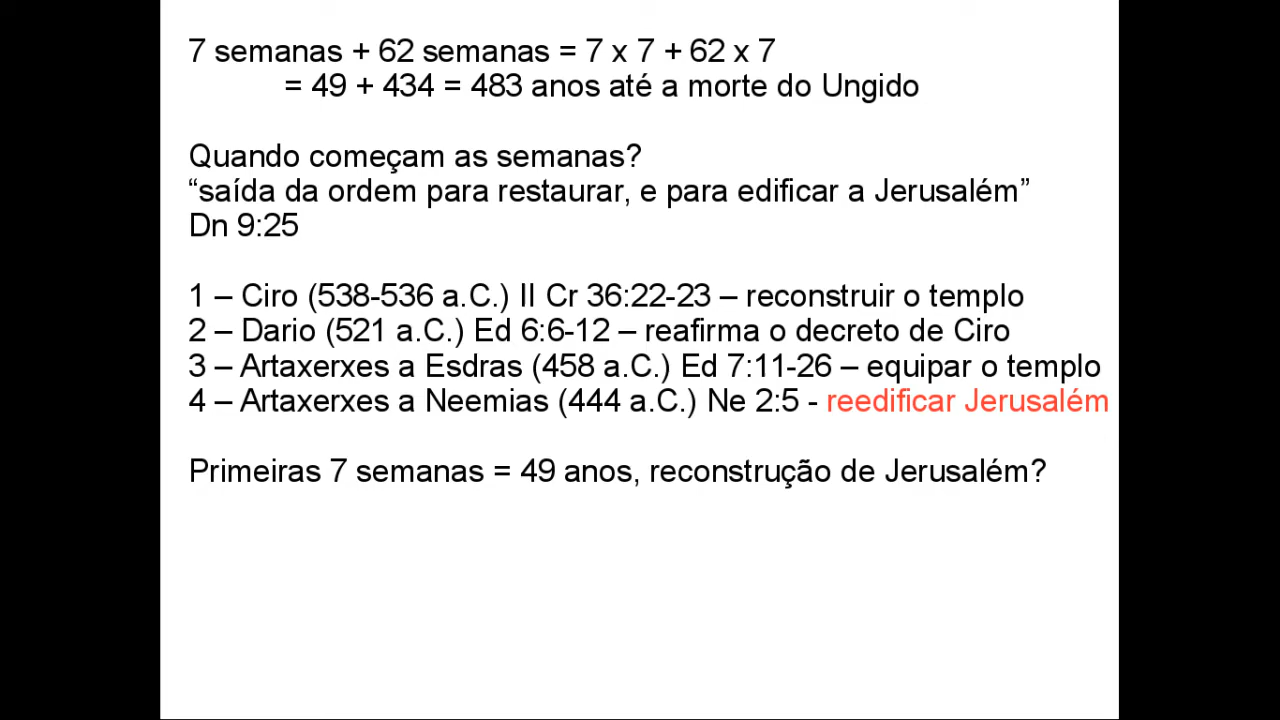 7 semanas + 62 semanas = 7 x 7 + 62 x 7
= 49 + 434 = 483 anos até a morte do Ungido
Quando começam as semanas?
“saída da ordem para restaurar, e para edificar a Jerusalém”
Dn 9:25
1 – Ciro (538-536 a.C.) II Cr 36:22-23 – reconstruir o templo
2 – Dario (521 a.C.) Ed 6:6-12 – reafirma o decreto de Ciro
3 – Artaxerxes a Esdras (458 a.C.) Ed 7:11-26 – equipar o templo
4 – Artaxerxes a Neemias (444 a.C.) Ne 2:5 - reedificar Jerusalém
Primeiras 7 semanas = 49 anos, reconstrução de Jerusalém?